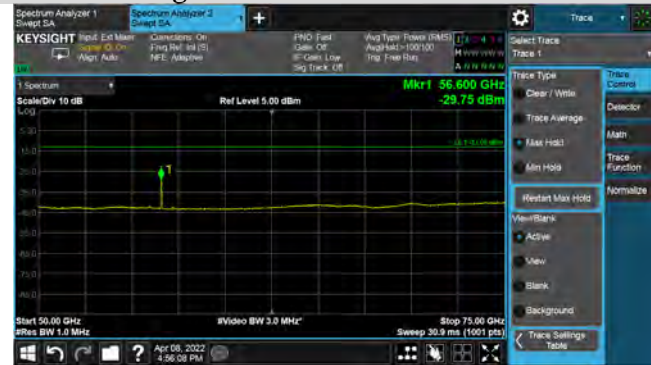 Spectrum Analyzer 1
Swept SA
Spectrum Analyzer 2
Swept SA
+
Trace
KEYSIGHT
Input: Ext Mixer
Signal ID: On
Align: Auto
Corrections: On
Freq Ref: Int (S)
NFE: Adaptive
PNO: Fast
Gate: Off
IF Gain: Low
Sig Track: Off
Avg Type: Power (RMS)
Avg|Hold:>100/100
Trig: Free Run
Select Trace
Trace 1
1 Spectrum
Scale/Div 10 dB
Ref Level 5.00 dBm
Mkr1 56.600 GHz
-29.75 dBm
Log
Start 50.00 GHz
#Res BW 1.0 MHz
#Video BW 3.0 MHz*
Stop 75.00 GHz
Sweep 30.9 ms (1001 pts)
1
Trace Type
Clear / Write
Trace Average
Max Hold
Min Hold
Restart Max Hold
View/Blank
Active
View
Blank
Background
Trace Settings
Table
Trace
Control
Detector
Math
Trace
Function
Normalize
?
Apr 08, 2022
4:56:08 PM